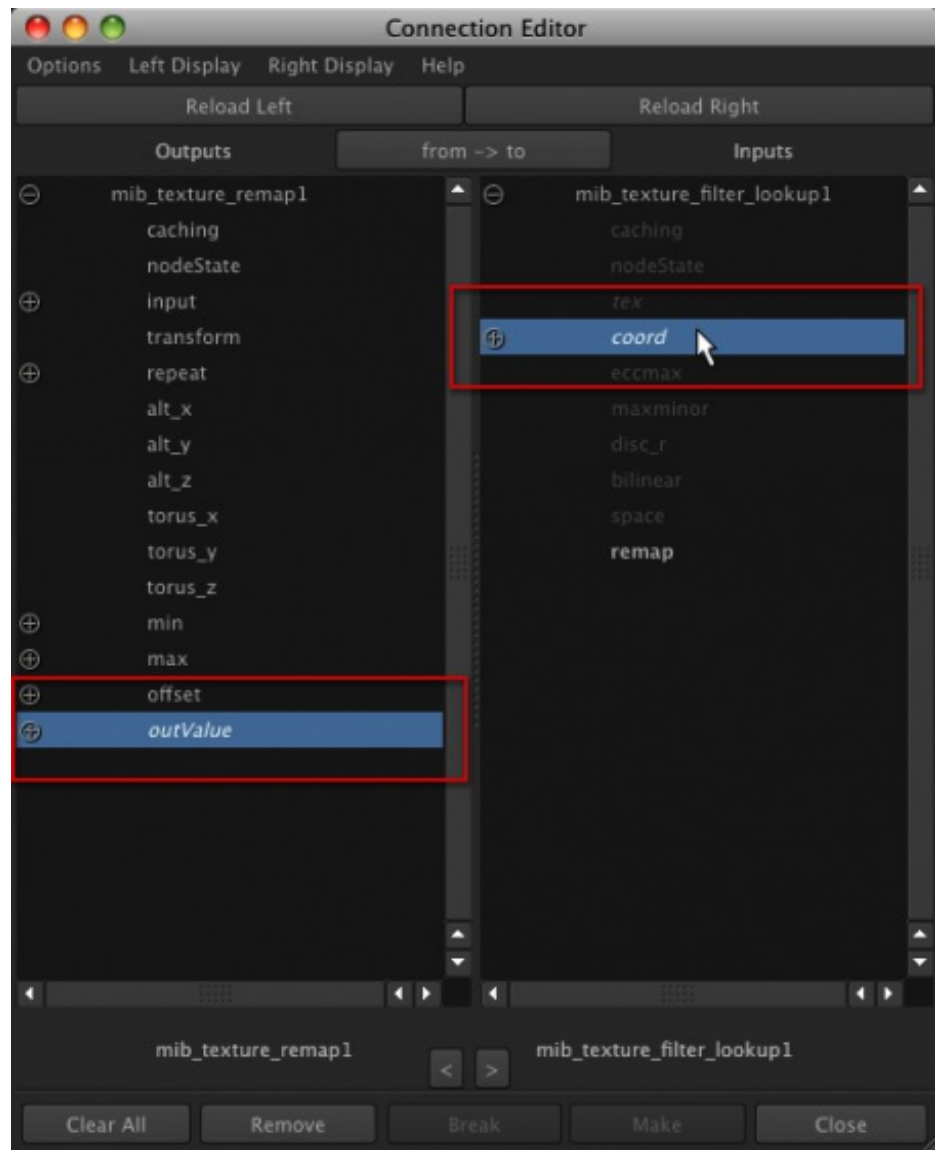 Connection Editor
Options Left Display Right Display Help
Reload Left Reload Right
Outputs from -> to Inputs
mib_texture_remap1
caching
nodeState
input
transform
repeat
alt_x
alt_y
alt_z
torus_x
torus_y
torus_z
min
max
offset
outValue
mib_texture_filter_lookup1
caching
nodeState
tex
coord
eccmax
maxminor
disc_r
bilinear
space
remap
mib_texture_remap1 < > mib_texture_filter_lookup1
Clear All Remove Break Make Close